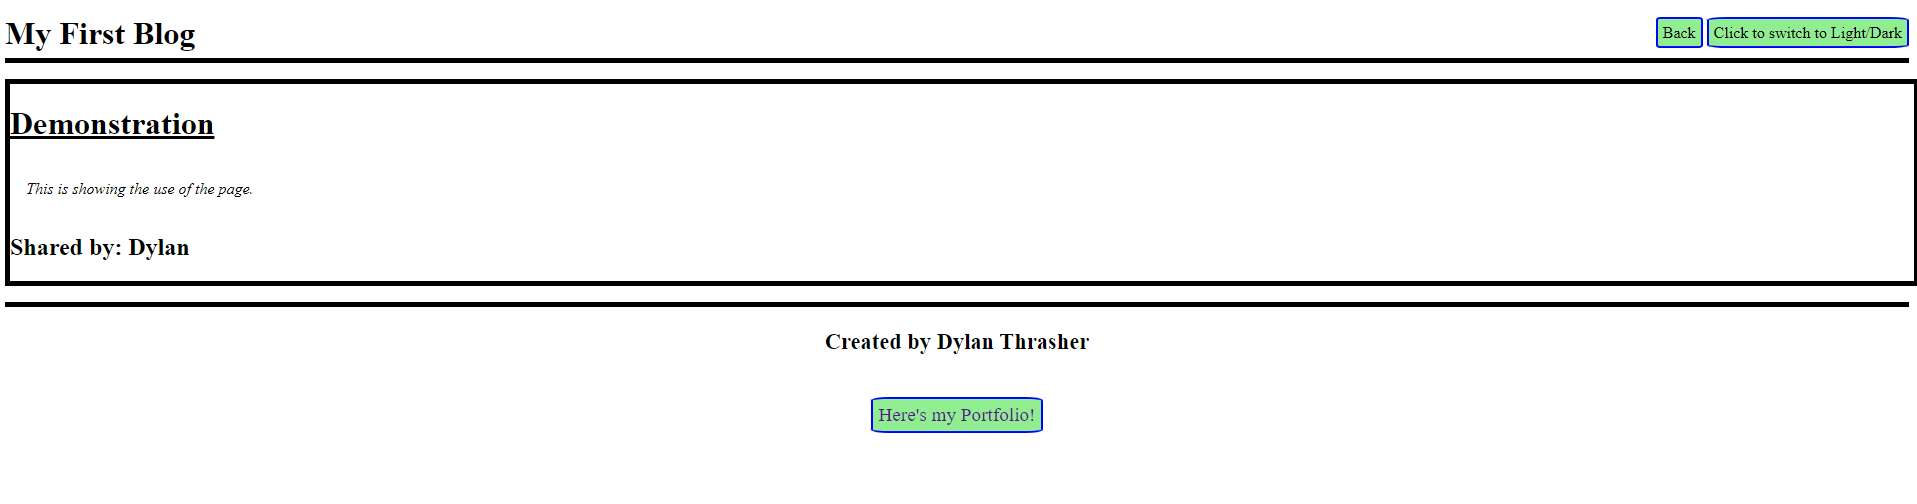 My First Blog
Back
Click to switch to Light/Dark
Demonstration
This is showing the use of the page.
Shared by: Dylan
Created by Dylan Thrasher
Here's my Portfolio!